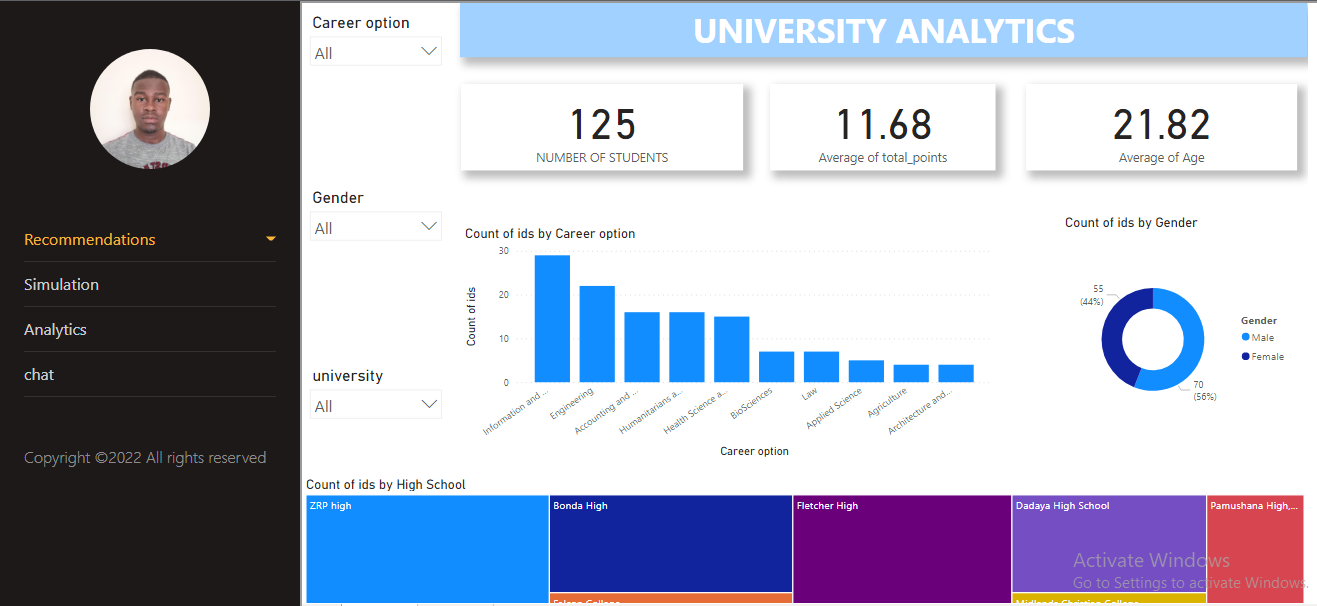 Recommendations
Simulation
Analytics
chat
Copyright ©2022 All rights reserved
Career option
All
Gender
All
university
All
UNIVERSITY ANALYTICS
125
NUMBER OF STUDENTS
11.68
Average of total_points
21.82
Average of Age
Count of ids by Career option
Count of ids
30
20
10
0
Information and ...
Engineering
Accounting and ...
Humanitarians a...
Health Science a...
BioSciences
Law
Applied Science
Agriculture
Architecture and...
Career option
Count of ids by Gender
55
(44%)
70
(56%)
Gender
Male
Female
Count of ids by High School
ZRP high
Bonda High
Falcon College
Fletcher High
Dadaya High School
Midlands Christian College
Pamushana High,...
Activate Windows
Go to Settings to activate Windows.